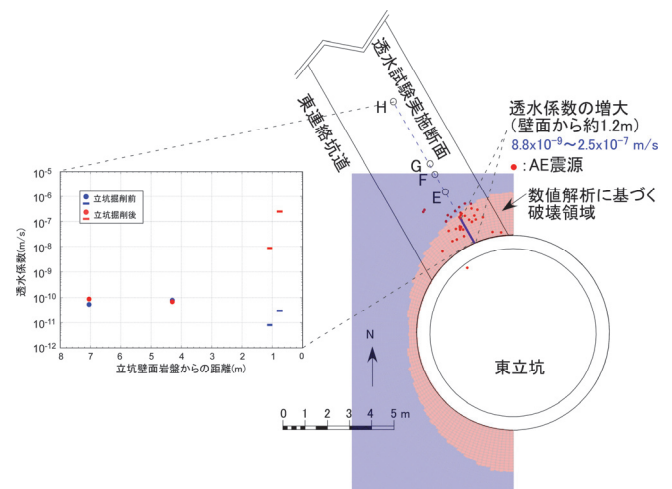 東連絡坑道
透水試験実施断面
H
G
F
E
透水係数の増大
(壁面から約1.2m)
8.8x10⁻⁹～2.5x10⁻⁷ m/s
:AE震源
数値解析に基づく
破壊領域
東立坑
N
0 1 2 3 4 5 m
透水係数(m/s)
10⁻⁵
10⁻⁶
10⁻⁷
10⁻⁸
10⁻⁹
10⁻¹⁰
10⁻¹¹
10⁻¹²
立坑掘削前
立坑掘削後
8 7 6 5 4 3 2 1 0
立坑壁面岩盤からの距離(m)